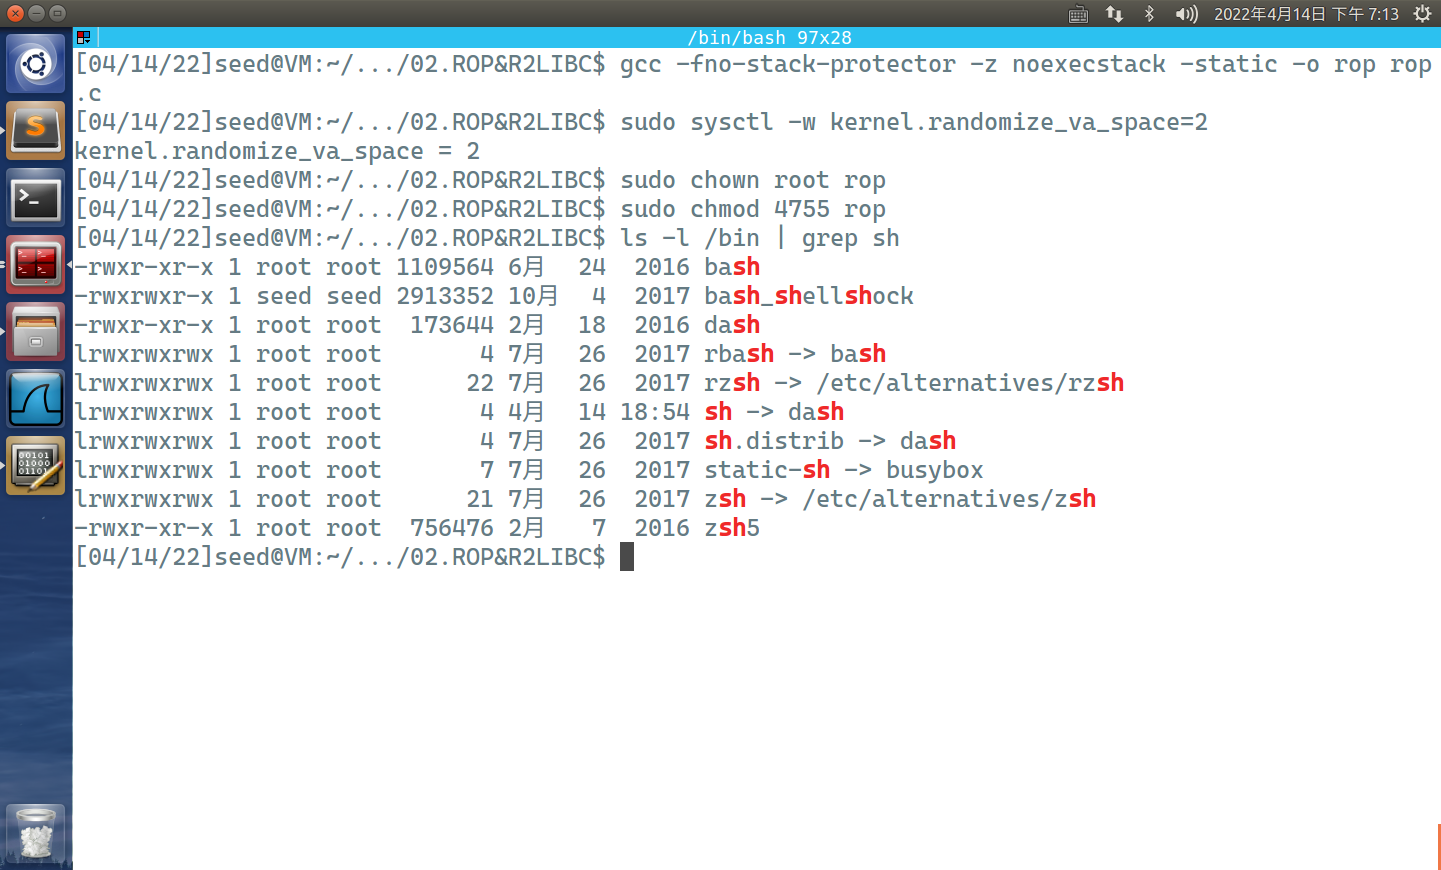 2022年4月14日 下午 7:13
/bin/bash 97x28
[04/14/22]seed@VM:~/.../02.ROP&R2LIBC$ gcc -fno-stack-protector -z noexecstack -static -o rop rop
.c
[04/14/22]seed@VM:~/.../02.ROP&R2LIBC$ sudo sysctl -w kernel.randomize_va_space=2
kernel.randomize_va_space = 2
[04/14/22]seed@VM:~/.../02.ROP&R2LIBC$ sudo chown root rop
[04/14/22]seed@VM:~/.../02.ROP&R2LIBC$ sudo chmod 4755 rop
[04/14/22]seed@VM:~/.../02.ROP&R2LIBC$ ls -l /bin | grep sh
-rwxr-xr-x 1 root root 1109564 6月  24  2016 bash
-rwxrwxrwx 1 seed seed 2913352 10月  4  2017 bash_shellshock
-rwxr-xr-x 1 root root  173644 2月  18  2016 dash
lrwxrwxrwx 1 root root       4 7月  26  2017 rbash -> bash
lrwxrwxrwx 1 root root      22 7月  26  2017 rzsh -> /etc/alternatives/rzsh
lrwxrwxrwx 1 root root       4 4月  14 18:54 sh -> dash
lrwxrwxrwx 1 root root       4 7月  26  2017 sh.distrib -> dash
lrwxrwxrwx 1 root root       7 7月  26  2017 static-sh -> busybox
lrwxrwxrwx 1 root root      21 7月  26  2017 zsh -> /etc/alternatives/zsh
-rwxr-xr-x 1 root root  756476 2月   7  2016 zsh5
[04/14/22]seed@VM:~/.../02.ROP&R2LIBC$